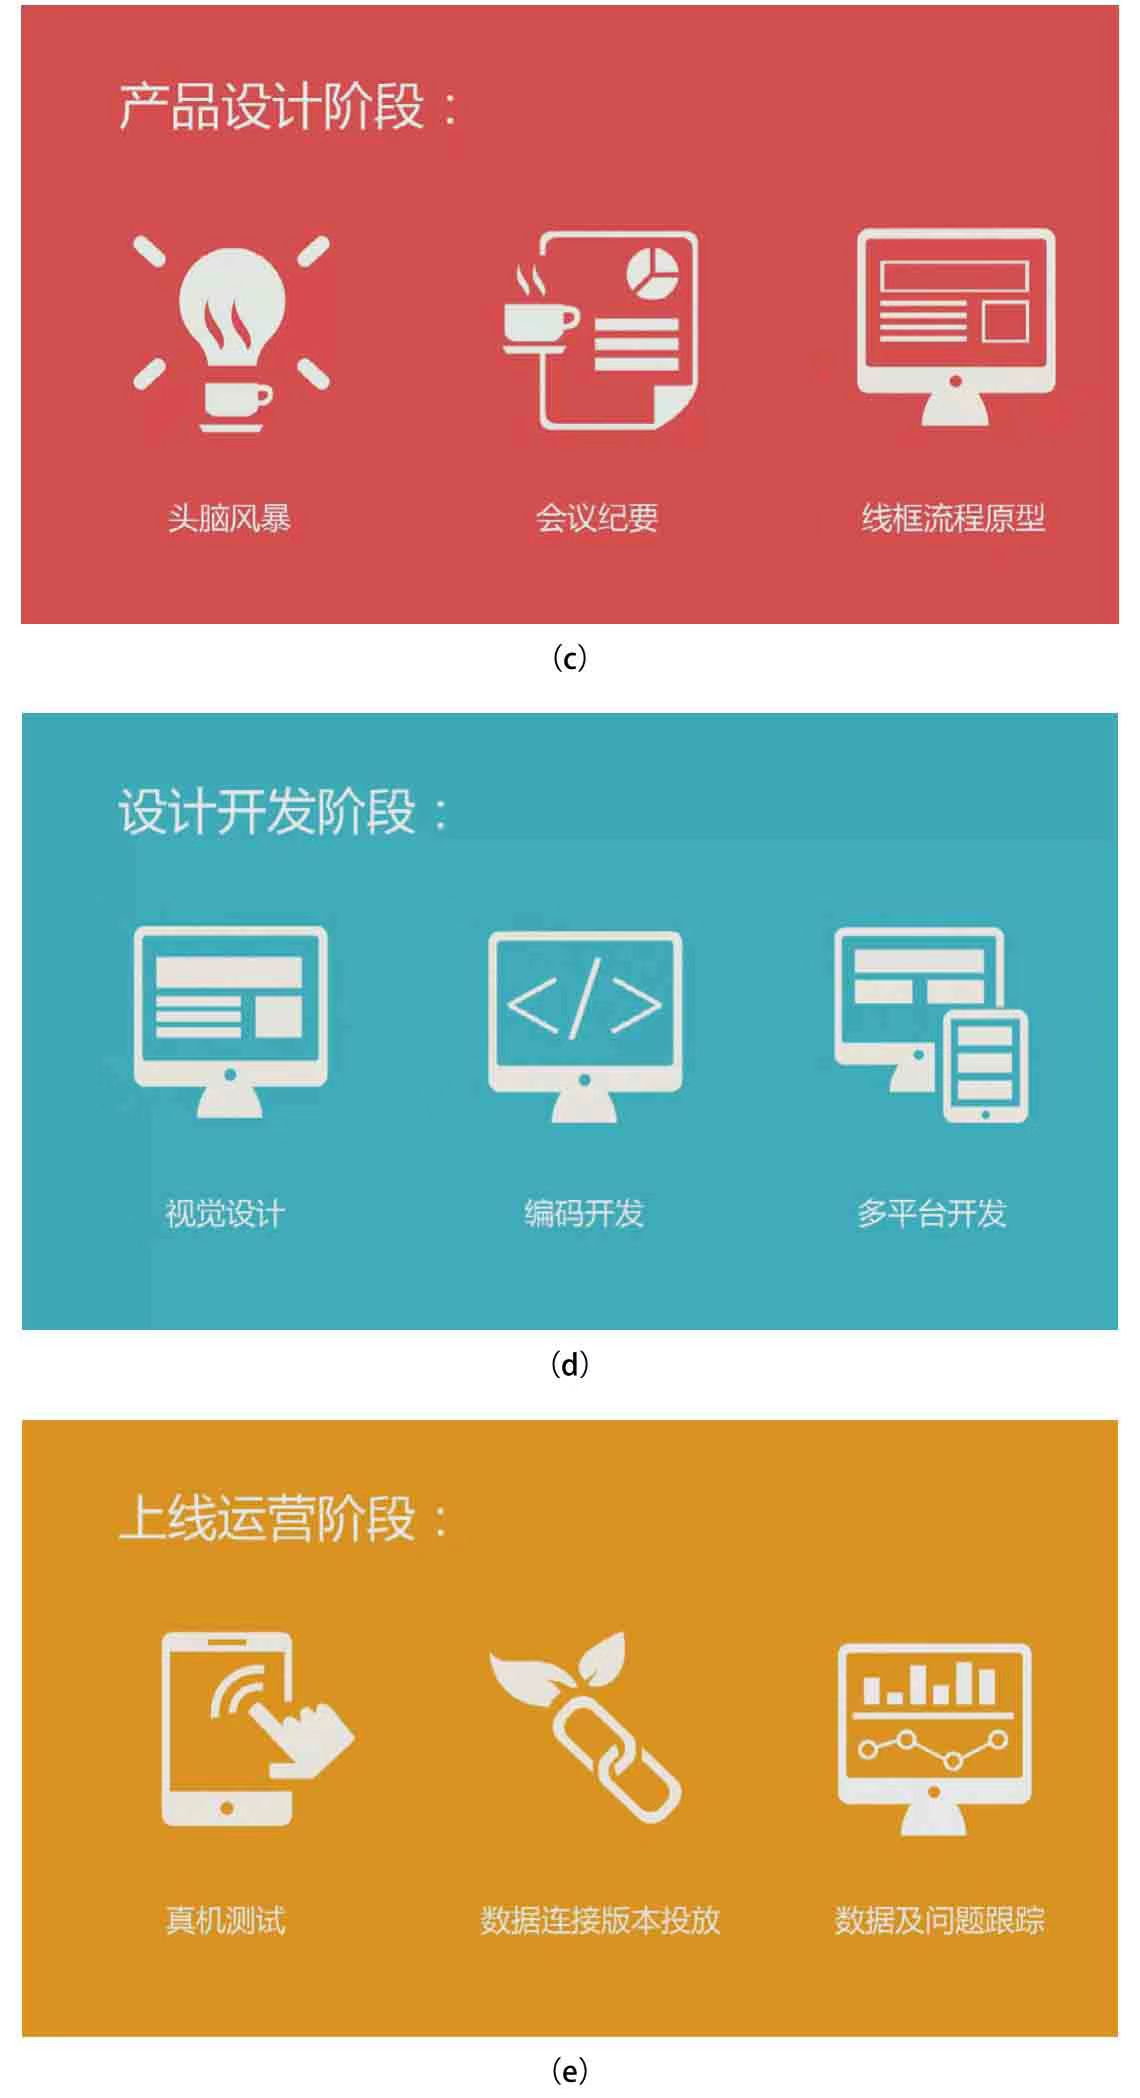 产品设计阶段：
头脑风暴
会议纪要
线框流程原型
（c）
设计开发阶段：
</>
视觉设计
编码开发
多平台开发
（d）
上线运营阶段：
真机测试
数据连接版本投放
数据及问题跟踪
（e）